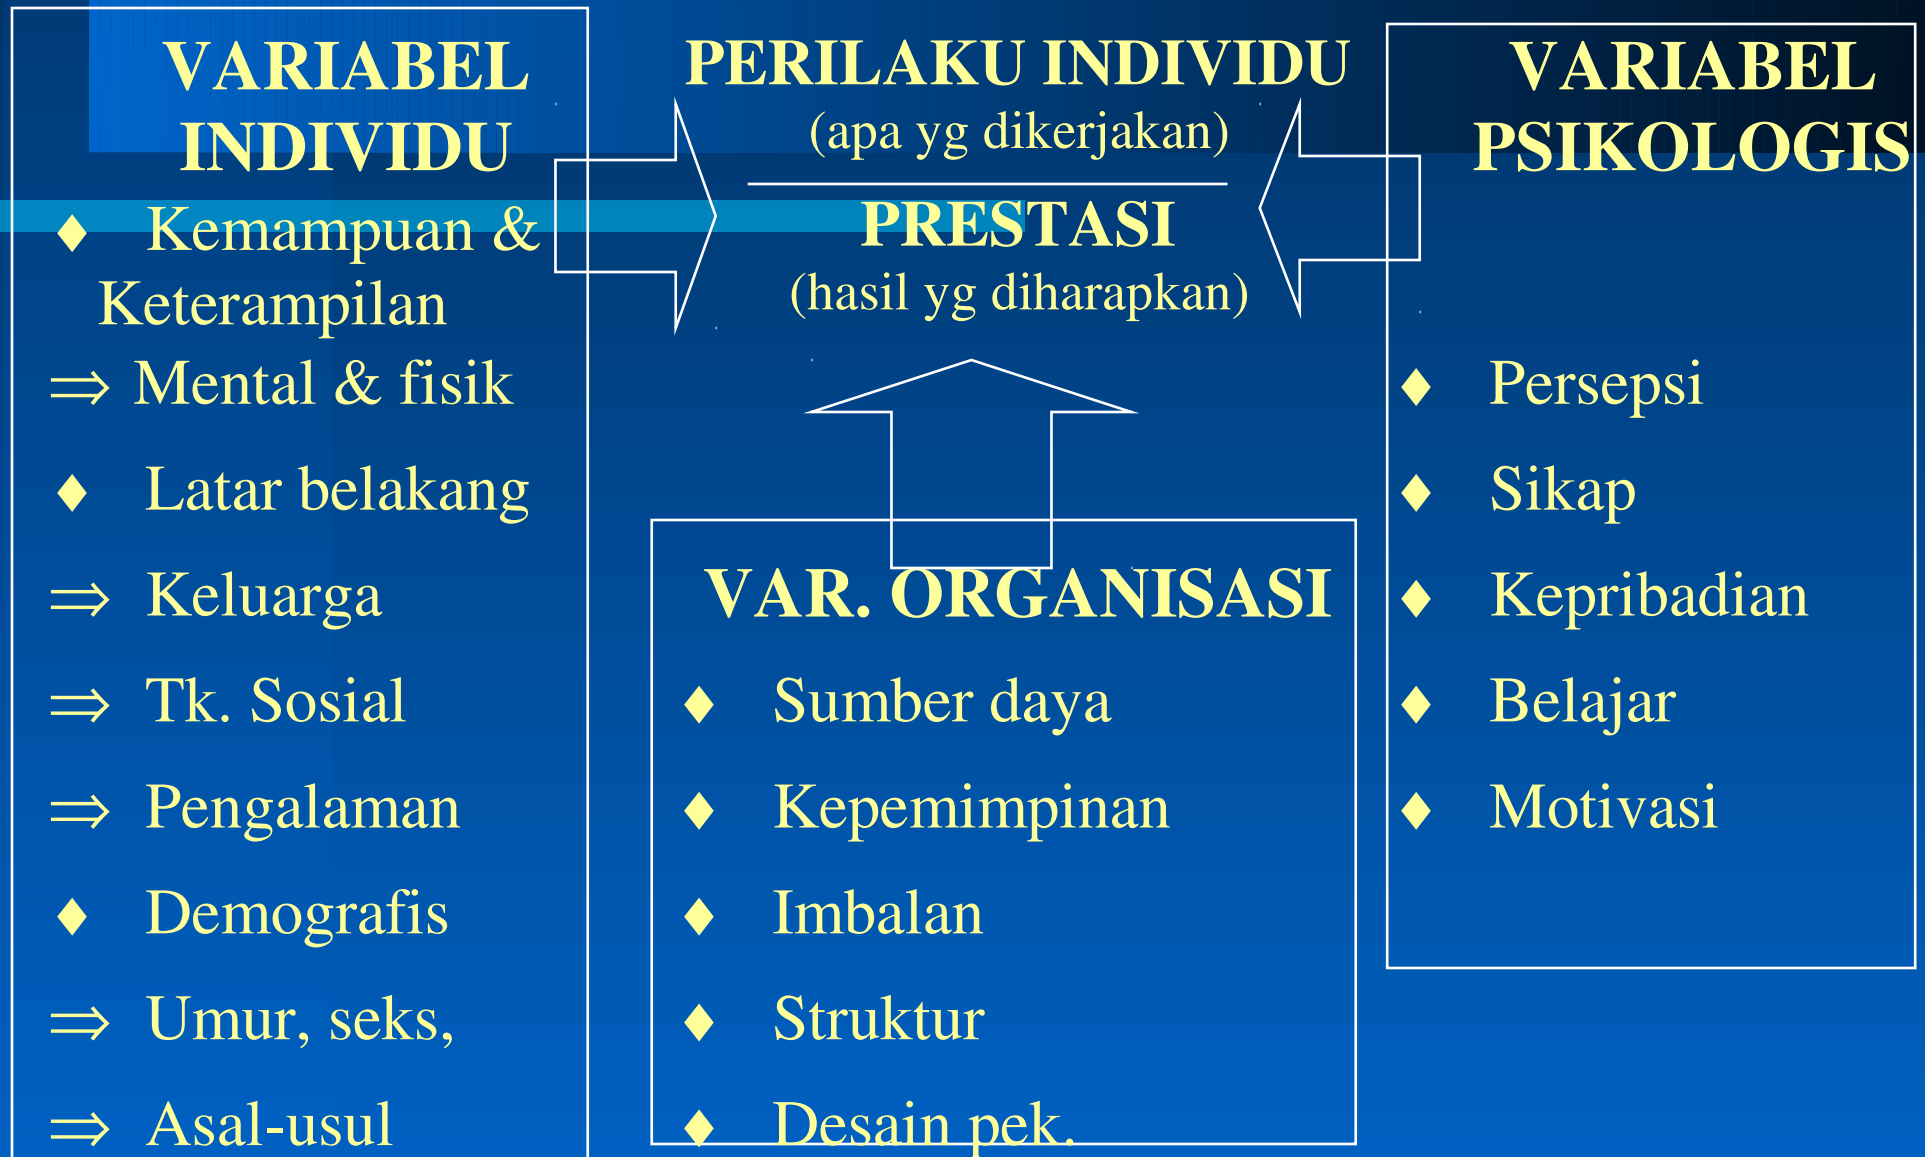 VARIABEL
INDIVIDU
♦ Kemampuan &
Keterampilan
⇒ Mental & fisik
♦ Latar belakang
⇒ Keluarga
⇒ Tk. Sosial
⇒ Pengalaman
♦ Demografis
⇒ Umur, seks,
⇒ Asal-usul
PERILAKU INDIVIDU
(apa yg dikerjakan)
PRESTASI
(hasil yg diharapkan)
VAR. ORGANISASI
♦ Sumber daya
♦ Kepemimpinan
♦ Imbalan
♦ Struktur
♦ Desain pek.
VARIABEL
PSIKOLOGIS
♦ Persepsi
♦ Sikap
♦ Kepribadian
♦ Belajar
♦ Motivasi